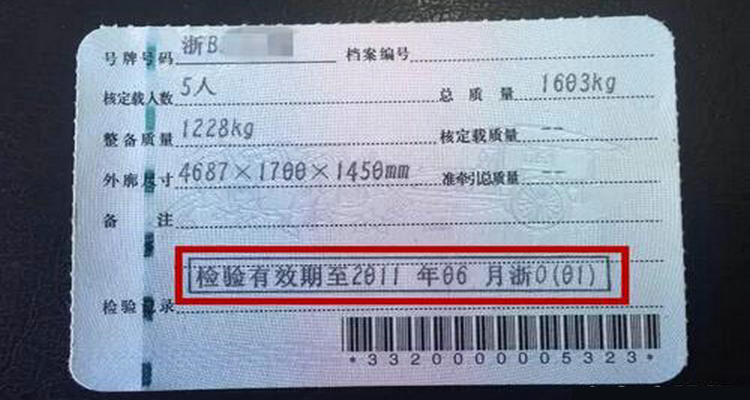 号牌号码 浙B 档案编号
核定载人数 5人 总质量 1603kg
整备质量 1228kg 核定载质量 --
外廓尺寸 4687×1700×1450mm 准牵引总质量 --
备注
检验有效期至2011 年06 月浙O(01)
检验记录
*3320000005323*